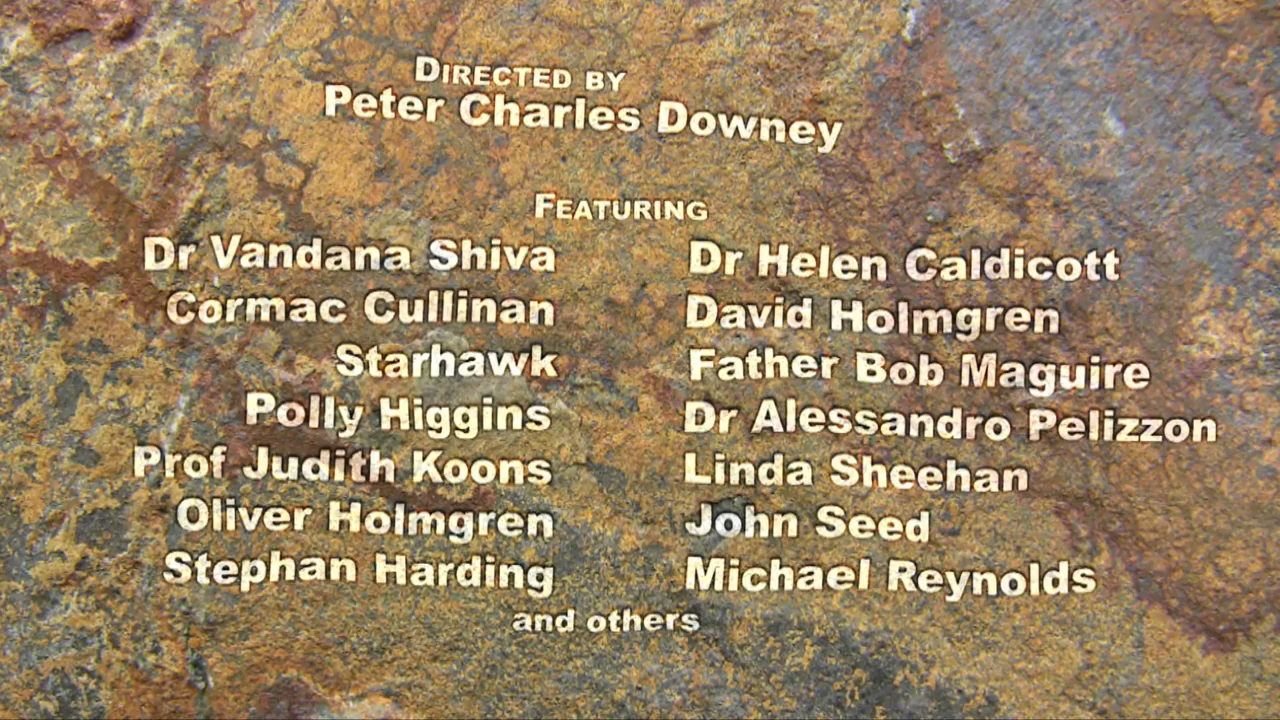 Directed by
Peter Charles Downey
Featuring
Dr Vandana Shiva
Cormac Cullinan
Starhawk
Polly Higgins
Prof Judith Koons
Oliver Holmgren
Stephan Harding
Dr Helen Caldicott
David Holmgren
Father Bob Maguire
Dr Alessandro Pelizzon
Linda Sheehan
John Seed
Michael Reynolds
and others